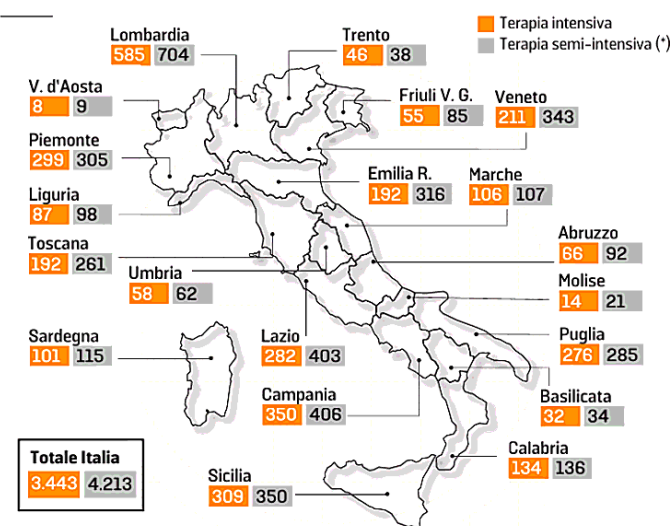 Terapia intensiva
Terapia semi-intensiva (*)
Lombardia
585 704
Trento
46 38
V. d'Aosta
8 9
Friuli V. G.
55 85
Veneto
211 343
Piemonte
299 305
Emilia R.
192 316
Marche
106 107
Liguria
87 98
Toscana
192 261
Umbria
58 62
Abruzzo
66 92
Molise
14 21
Sardegna
101 115
Lazio
282 403
Puglia
276 285
Campania
350 406
Basilicata
32 34
Totale Italia
3.443 4.213
Calabria
134 136
Sicilia
309 350